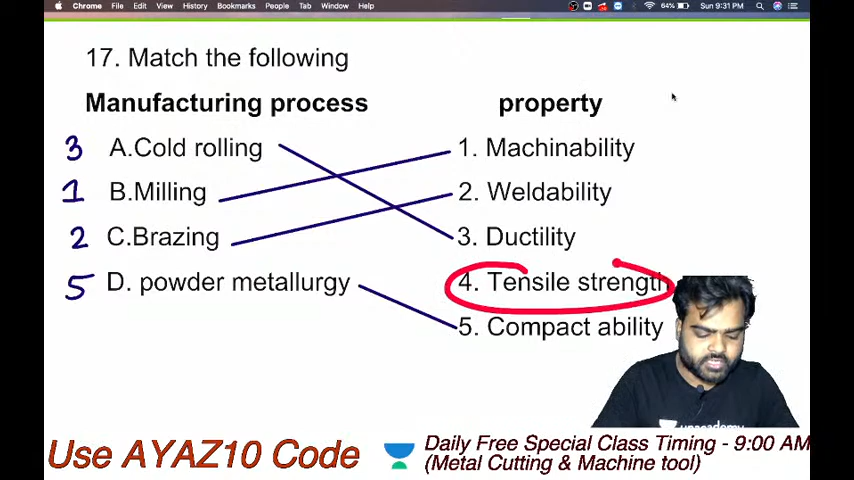 Chrome File Edit View History Bookmarks People Tab Window Help 64% Sun 9:31 PM
17. Match the following
Manufacturing process property
3 A.Cold rolling 1. Machinability
1 B.Milling 2. Weldability
2 C.Brazing 3. Ductility
5 D. powder metallurgy 4. Tensile strength
5. Compact ability
unacademy
Use AYAZ10 Code
Daily Free Special Class Timing - 9:00 AM
(Metal Cutting & Machine tool)